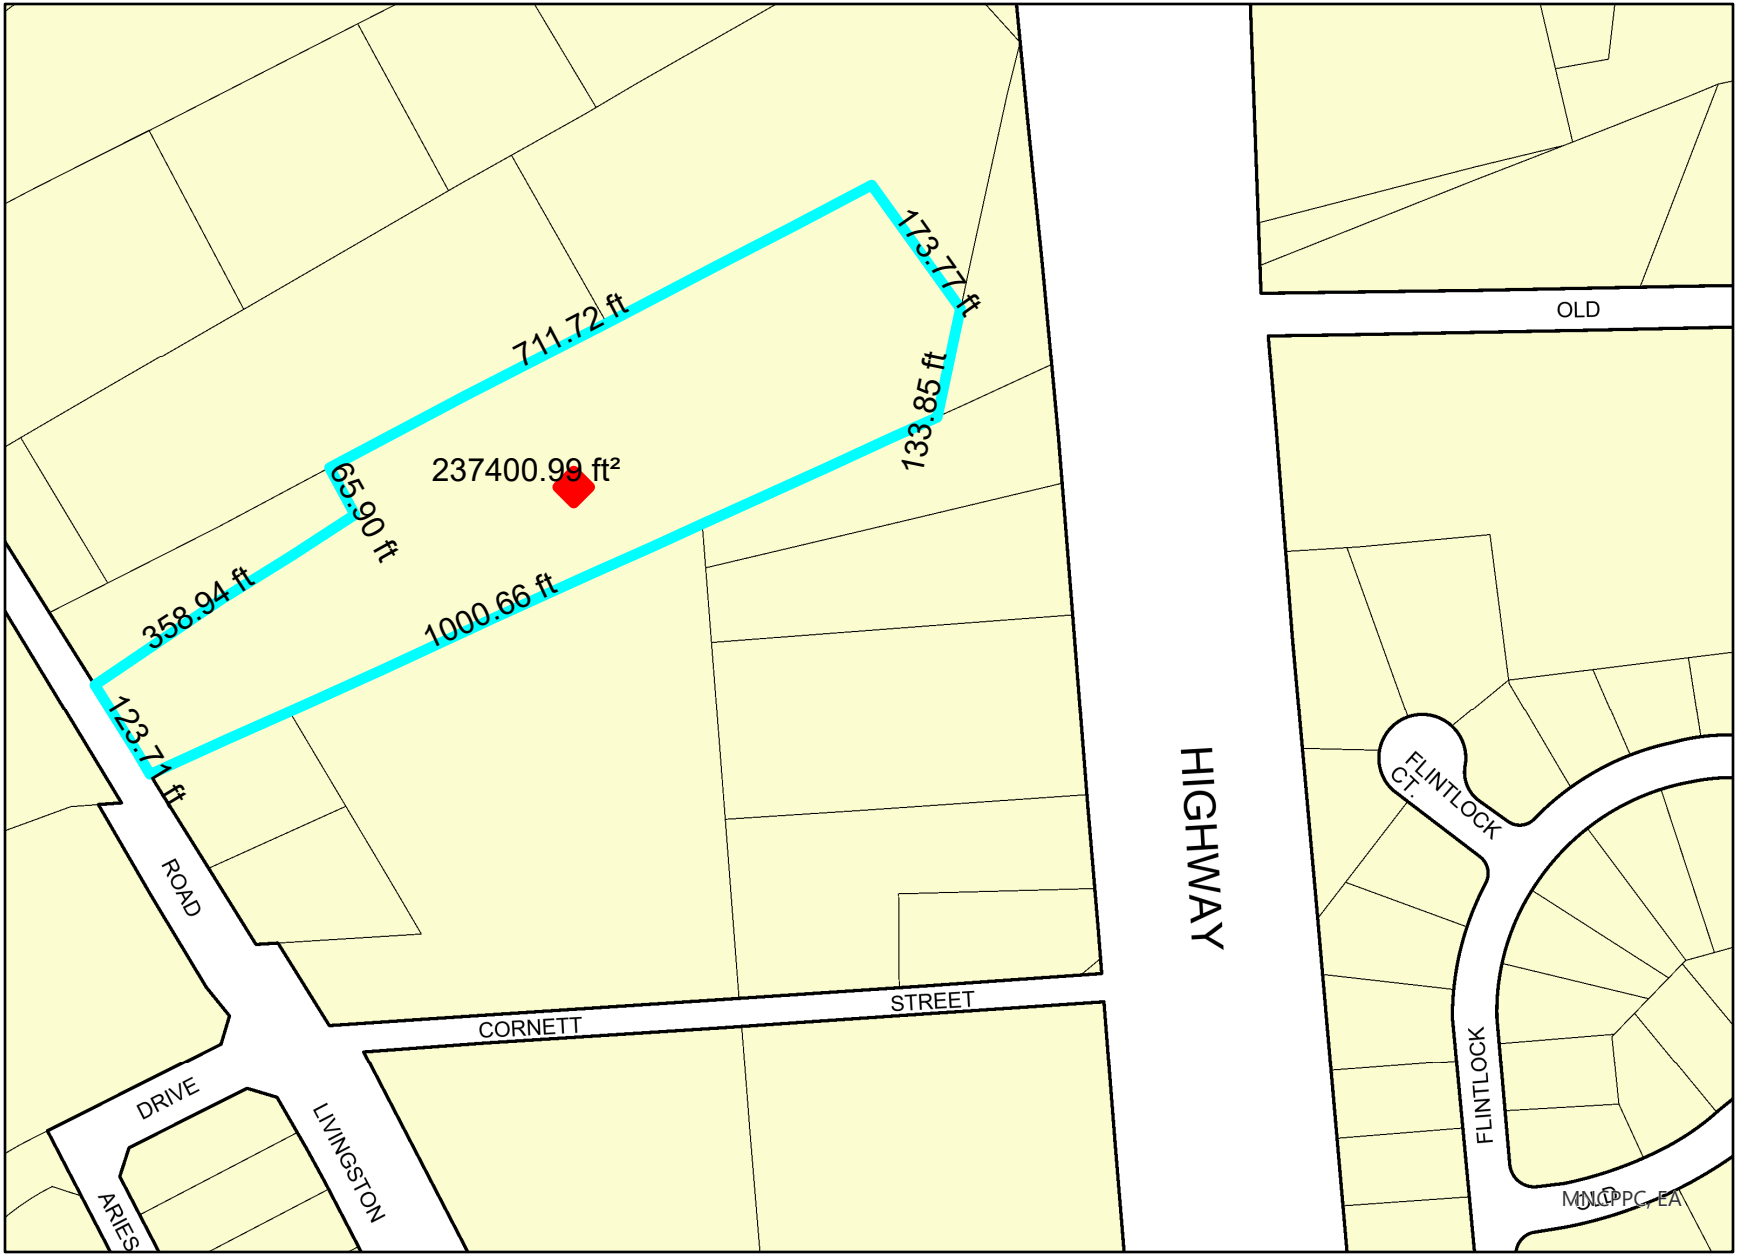 173.77 ft
711.72 ft
OLD
133.85 ft
237400.99 ft²
65.90 ft
358.94 ft
1000.66 ft
123.71 ft
HIGHWAY
FLINTLOCK
CT.
ROAD
CORNETT
STREET
DRIVE
LIVINGSTON
FLINTLOCK
ARIES
MNCPPC, EA